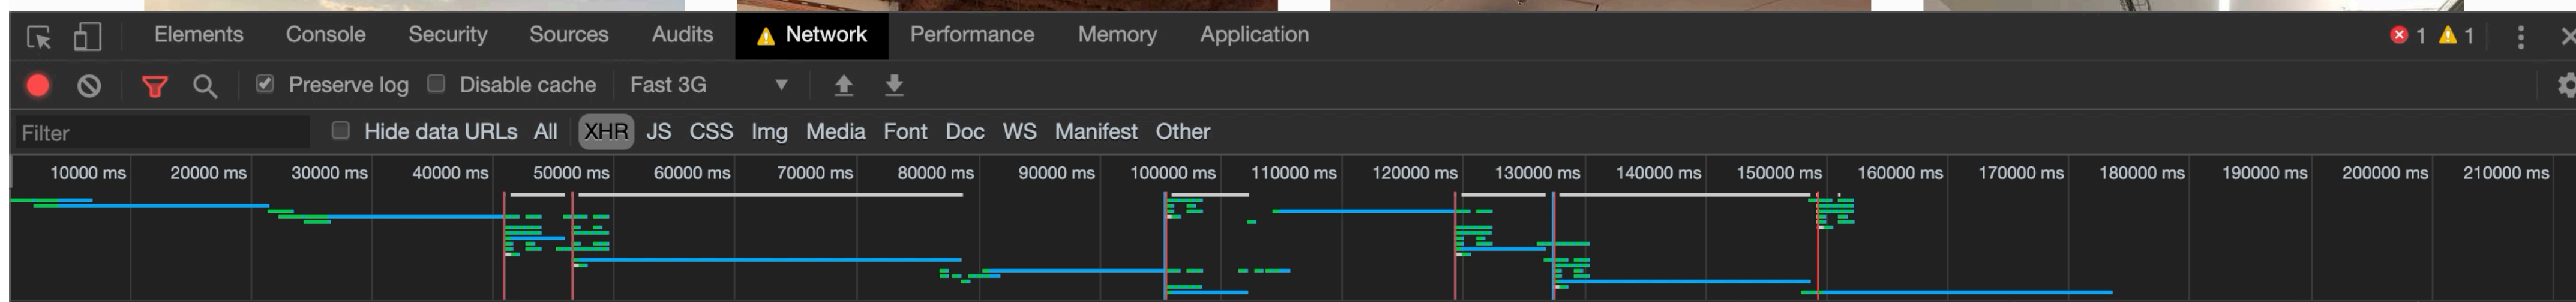 Elements Console Security Sources Audits Network Performance Memory Application 1 1
Preserve log Disable cache Fast 3G
Filter Hide data URLs All XHR JS CSS Img Media Font Doc WS Manifest Other
10000 ms 20000 ms 30000 ms 40000 ms 50000 ms 60000 ms 70000 ms 80000 ms 90000 ms 100000 ms 110000 ms 120000 ms 130000 ms 140000 ms 150000 ms 160000 ms 170000 ms 180000 ms 190000 ms 200000 ms 210000 ms